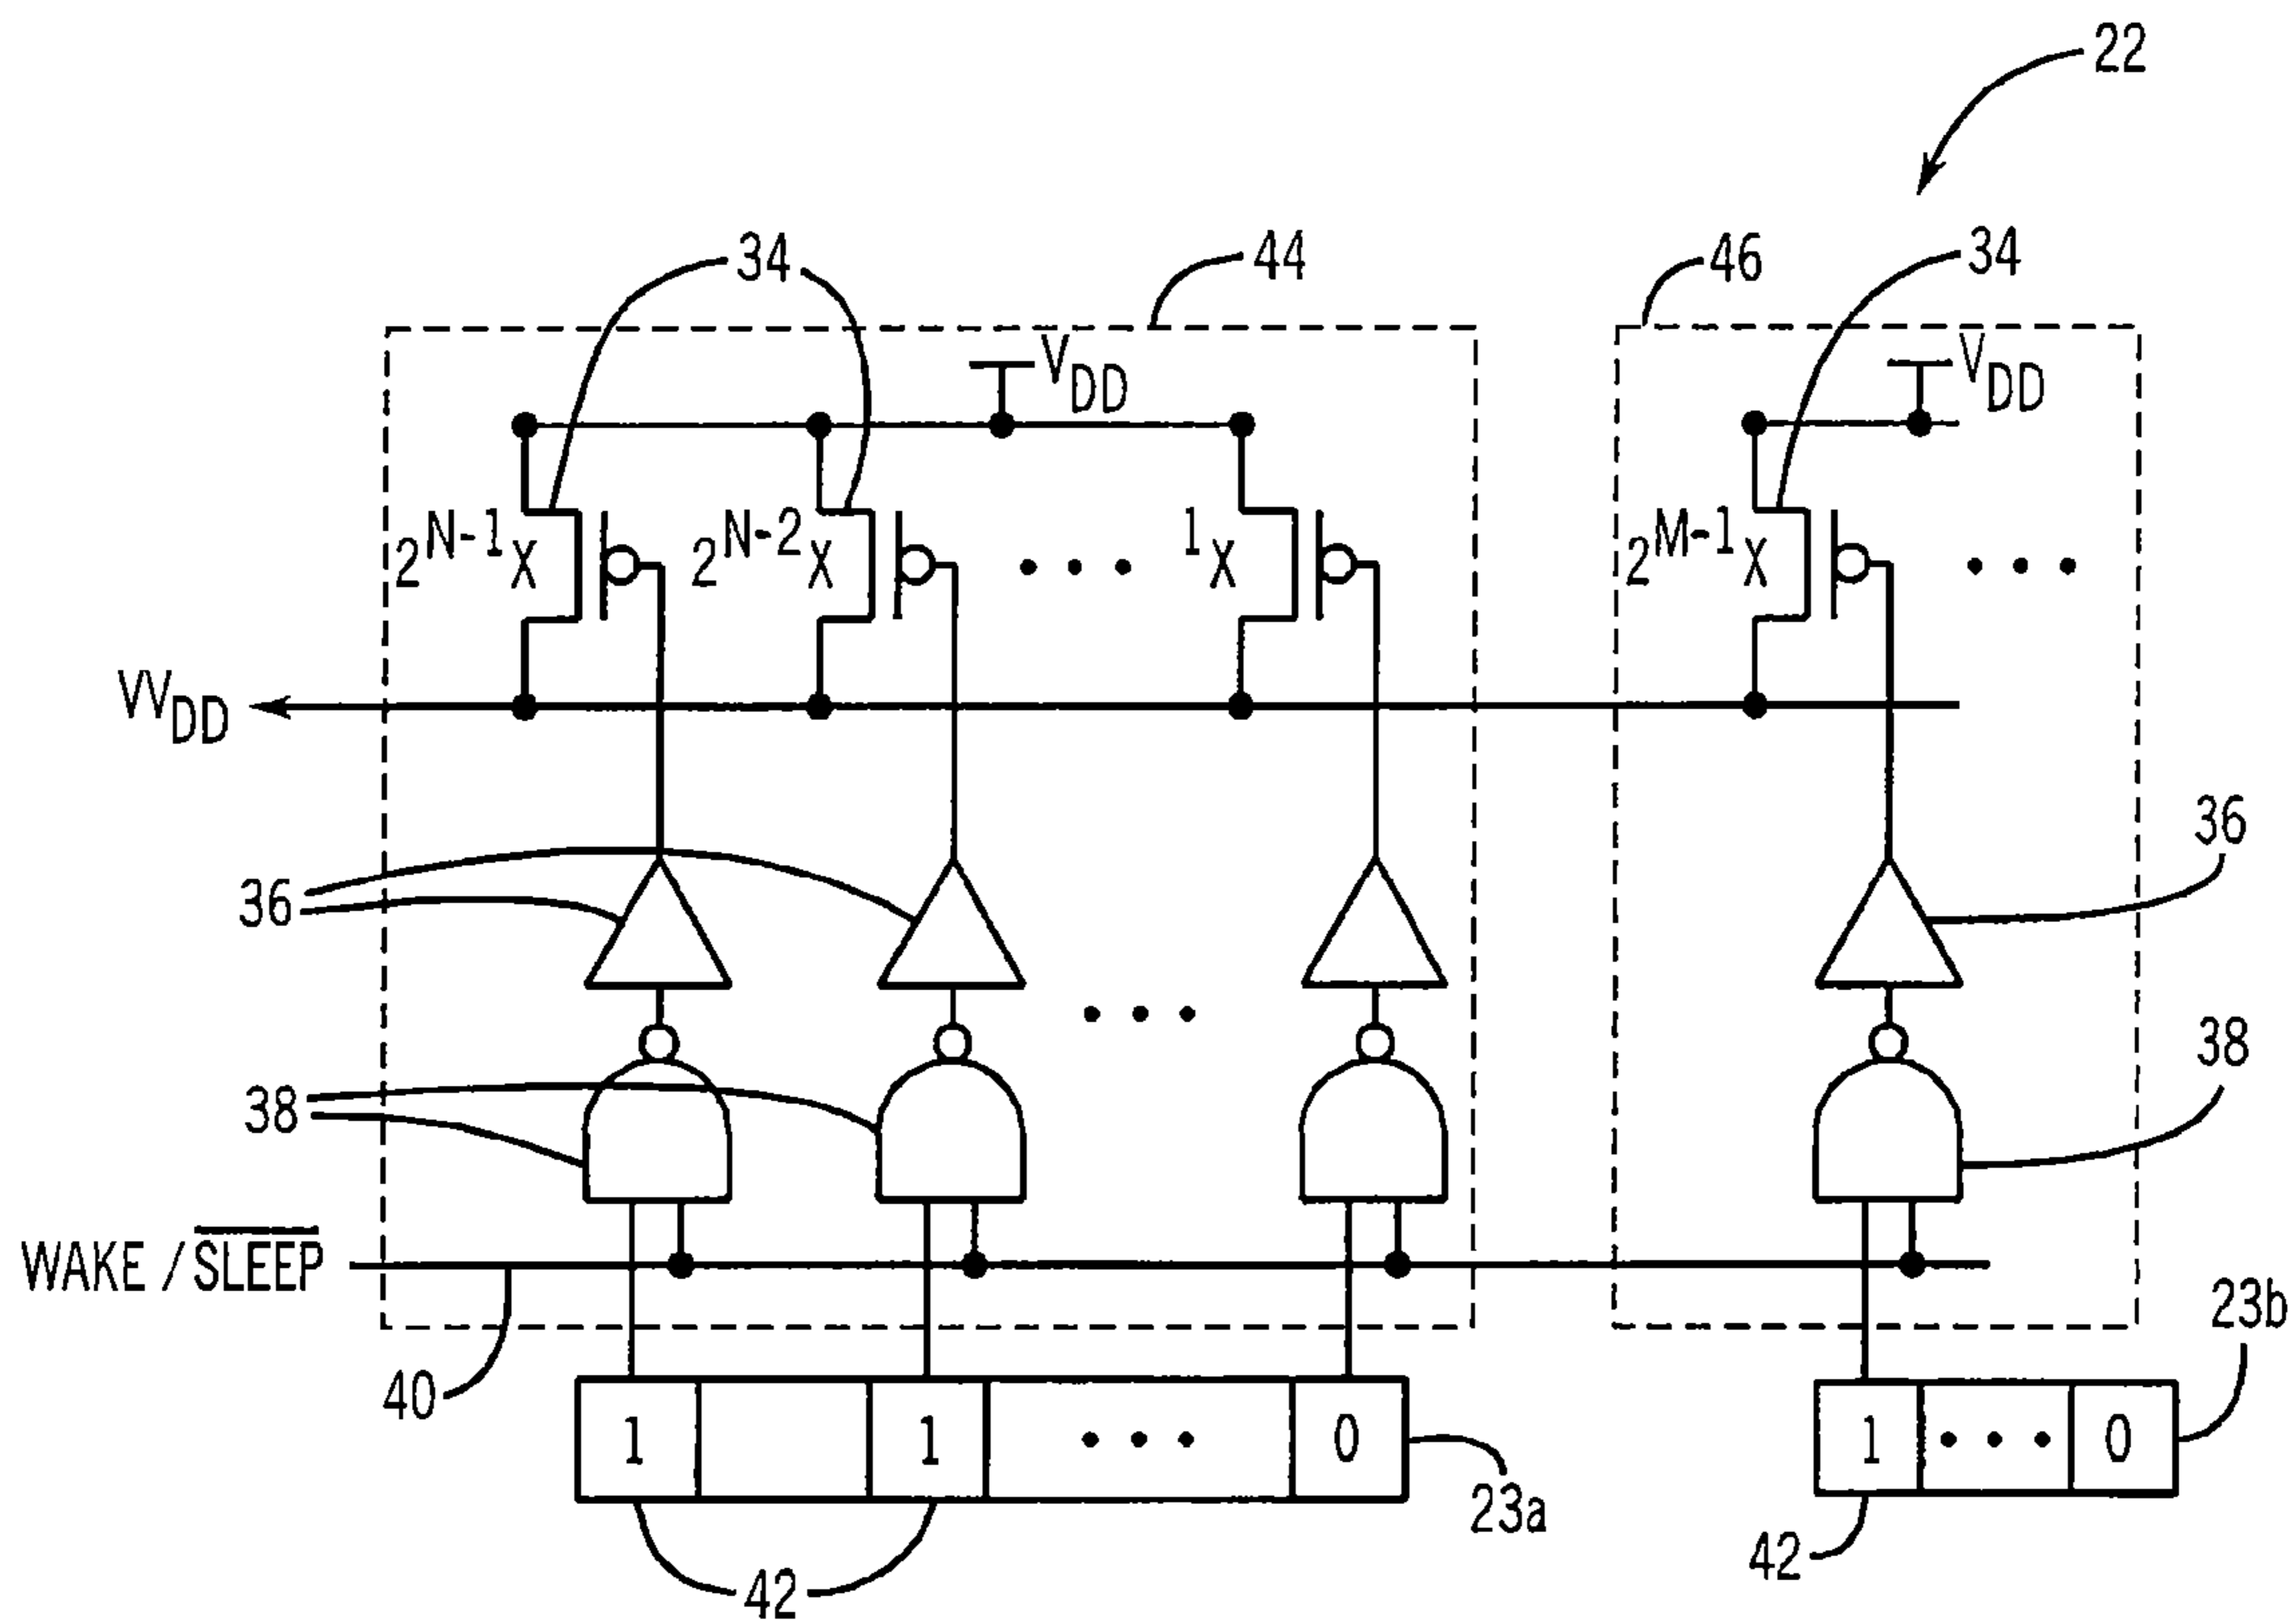 22
34
44
46
34
VDD
VDD
2N-1X
2N-2X
• • •
1X
2M-1X
• • •
VVDD
36
36
• • •
38
38
WAKE / SLEEP
40
23b
1
1
• • •
0
1
• • •
0
23a
42
42